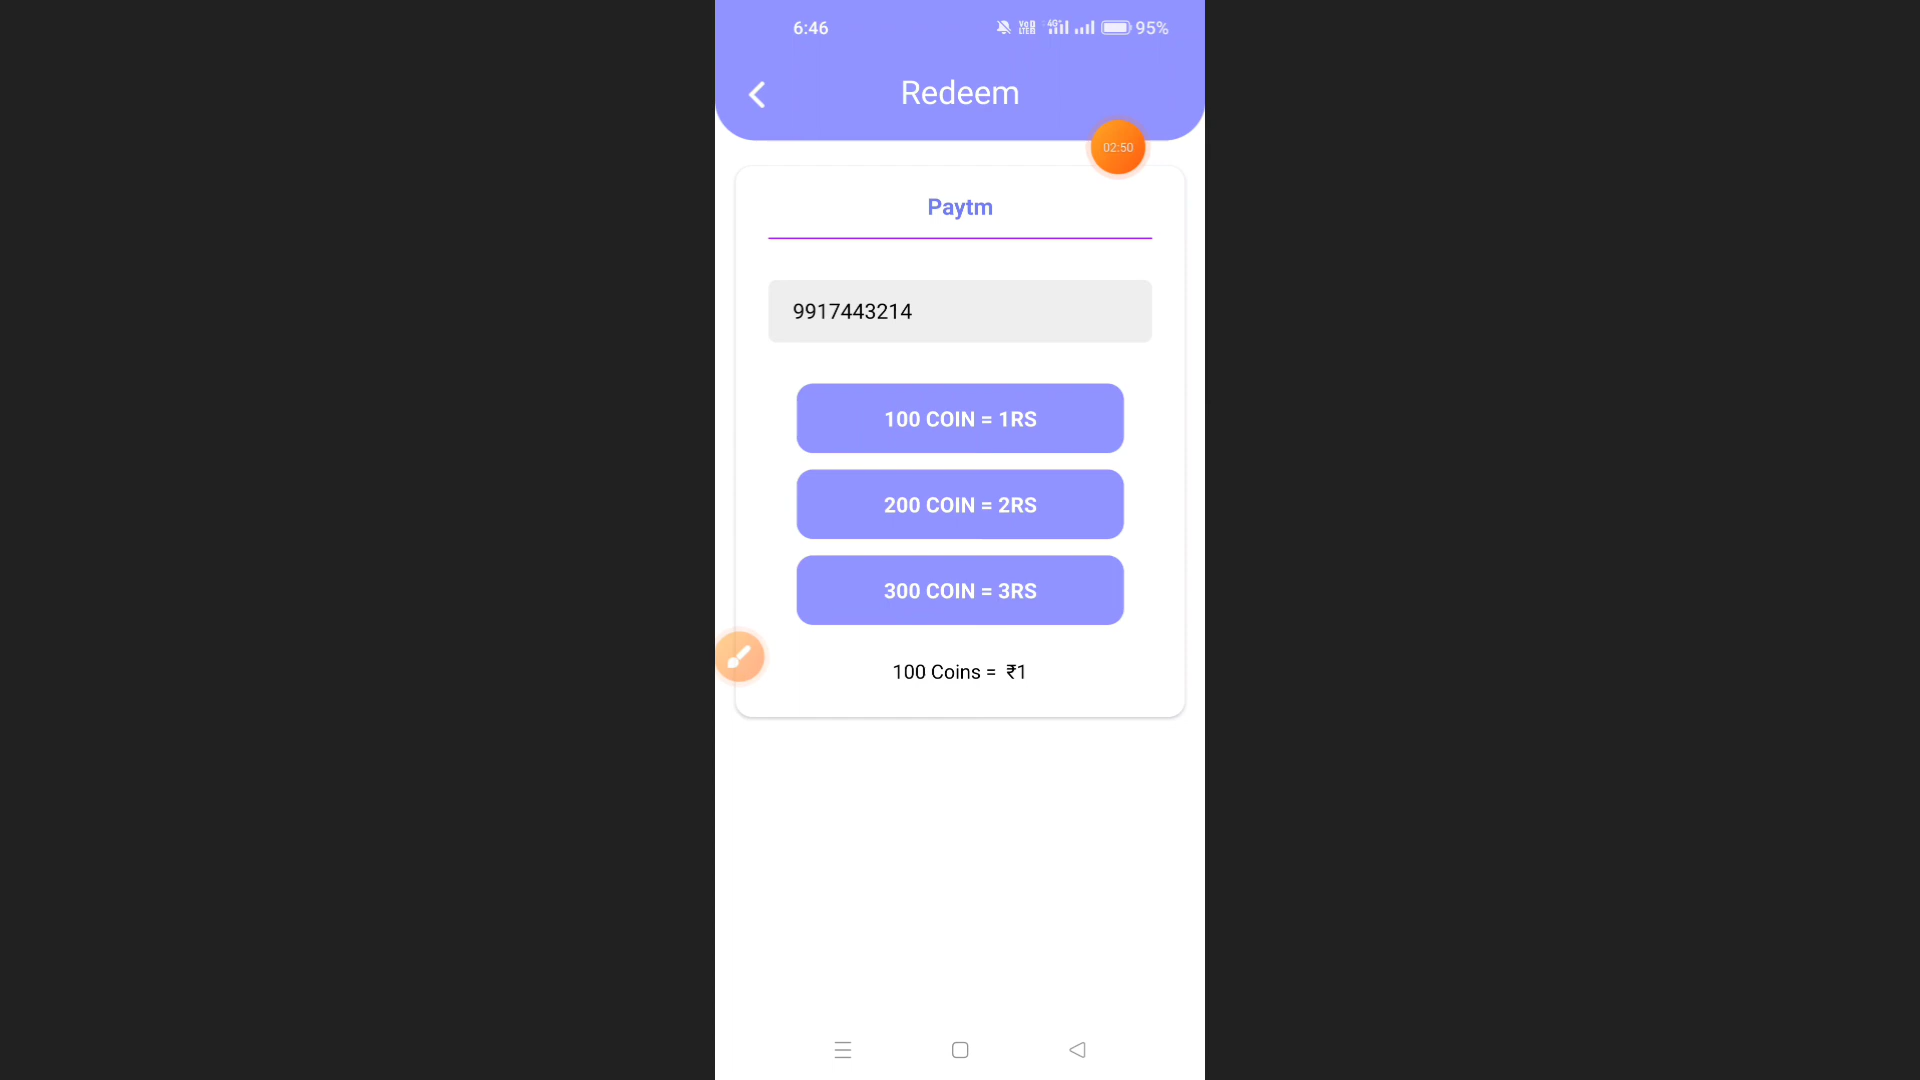 6:46
4G+
95%
Redeem
02:50
Paytm
9917443214
100 COIN = 1RS
200 COIN = 2RS
300 COIN = 3RS
100 Coins = ₹1